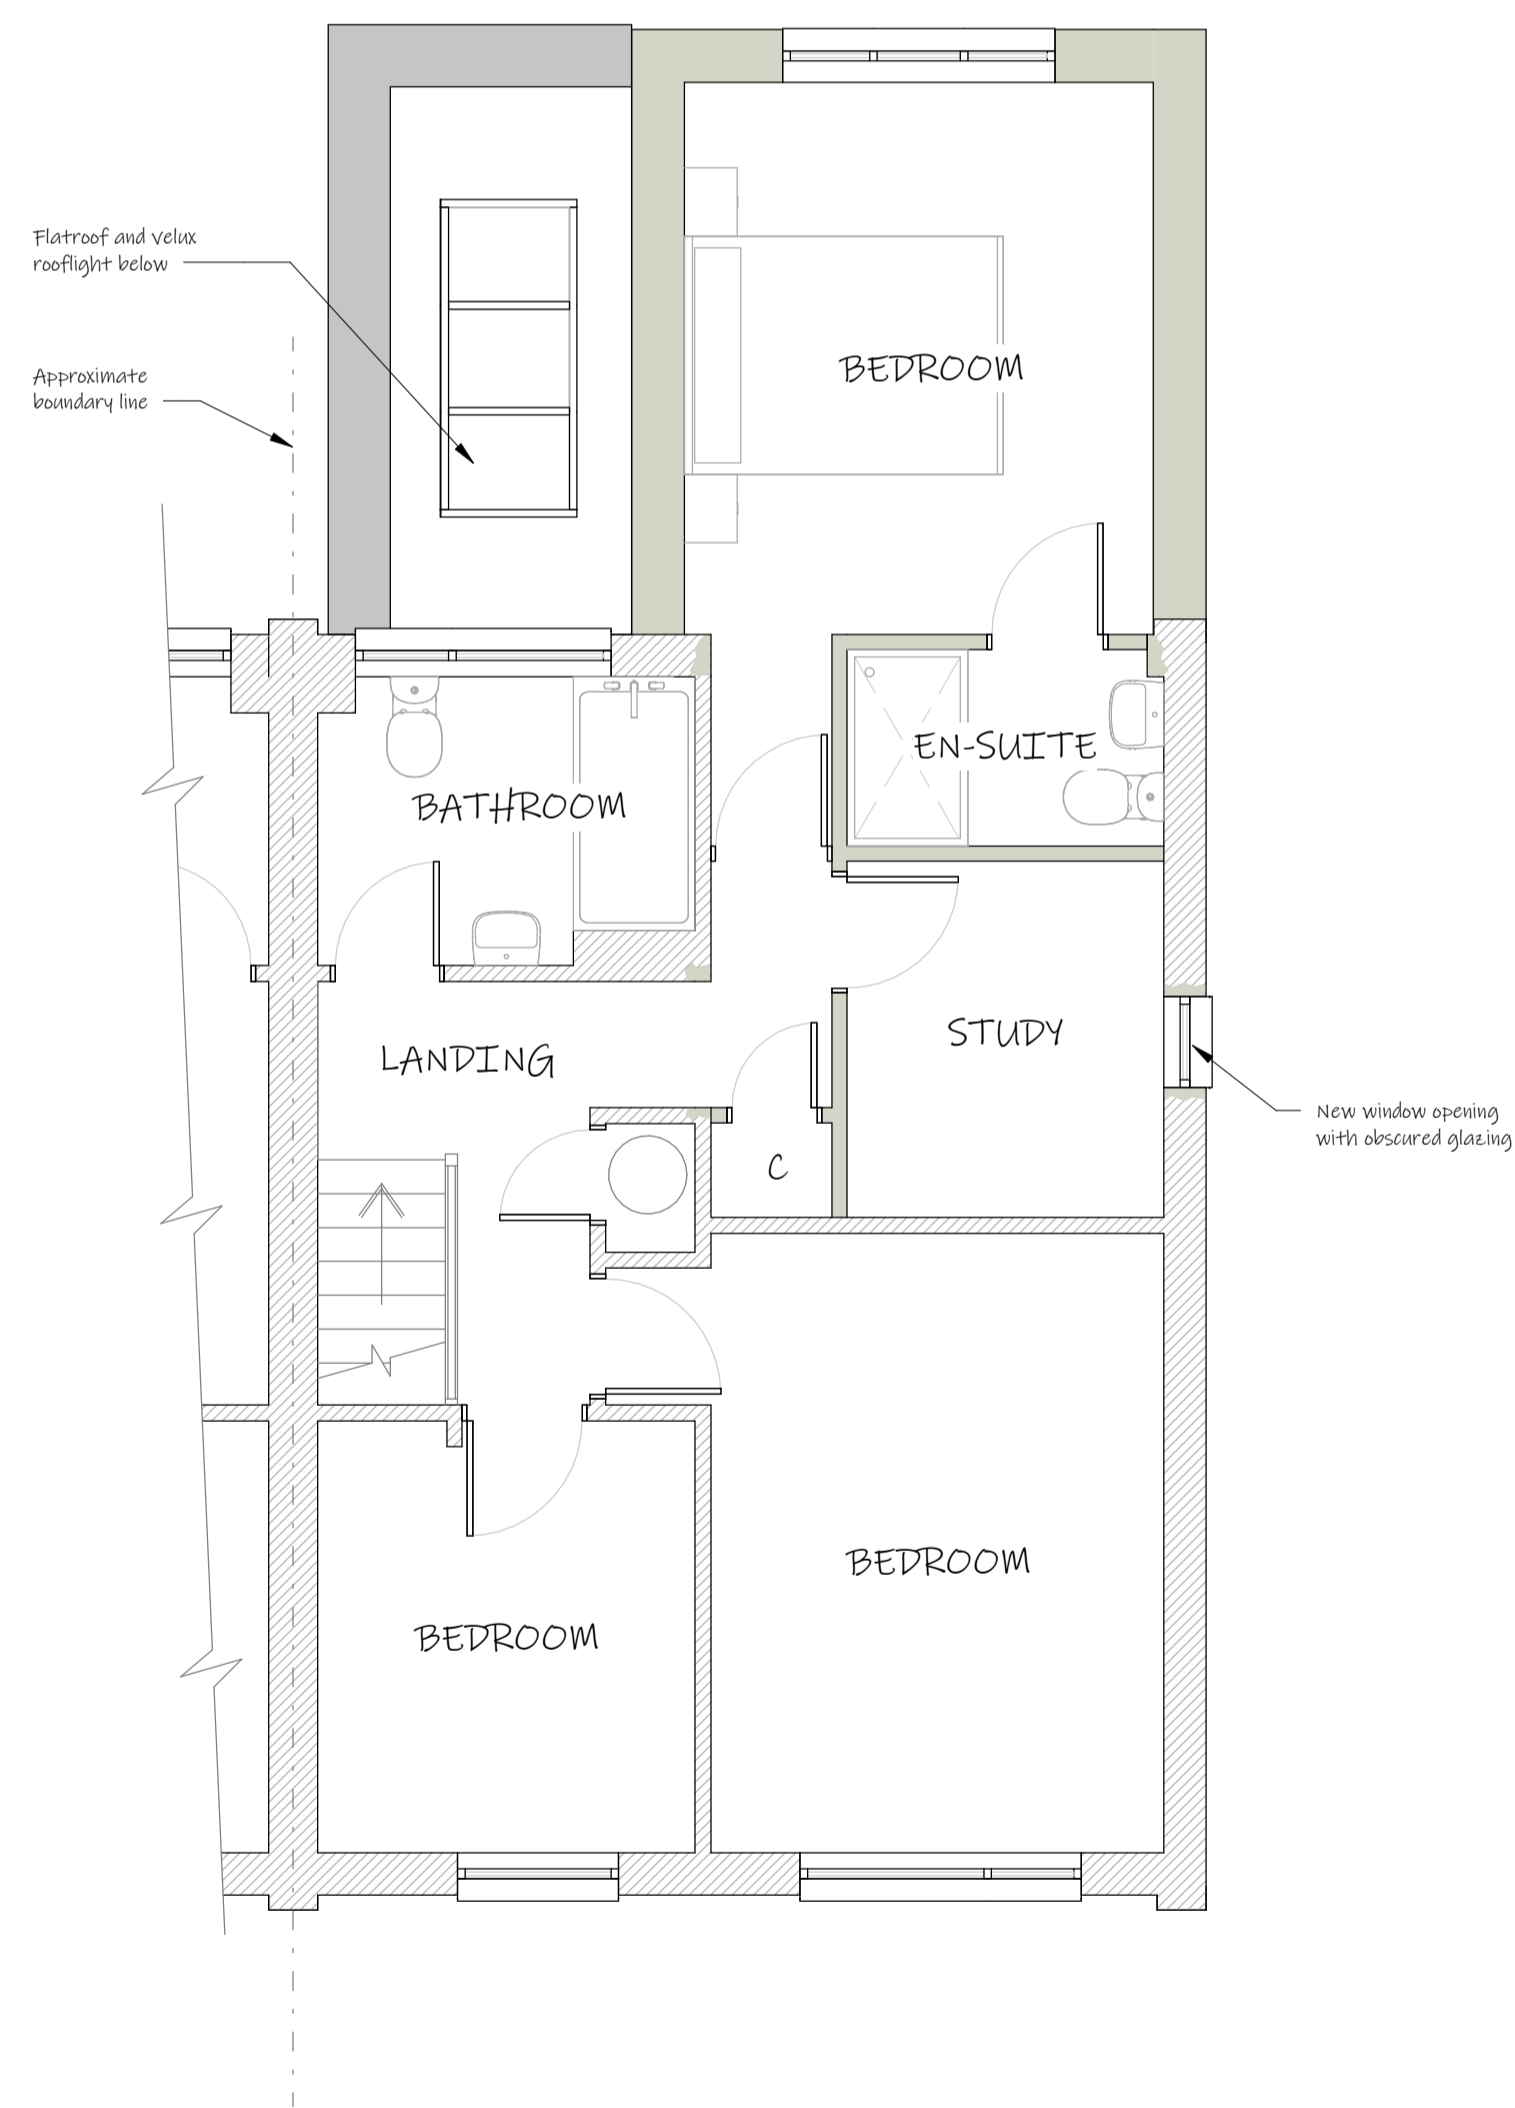 Flatroof and velux
rooflight below
Approximate
boundary line
BEDROOM
EN-SUITE
BATHROOM
STUDY
LANDING
New window opening
with obscured glazing
C
BEDROOM
BEDROOM